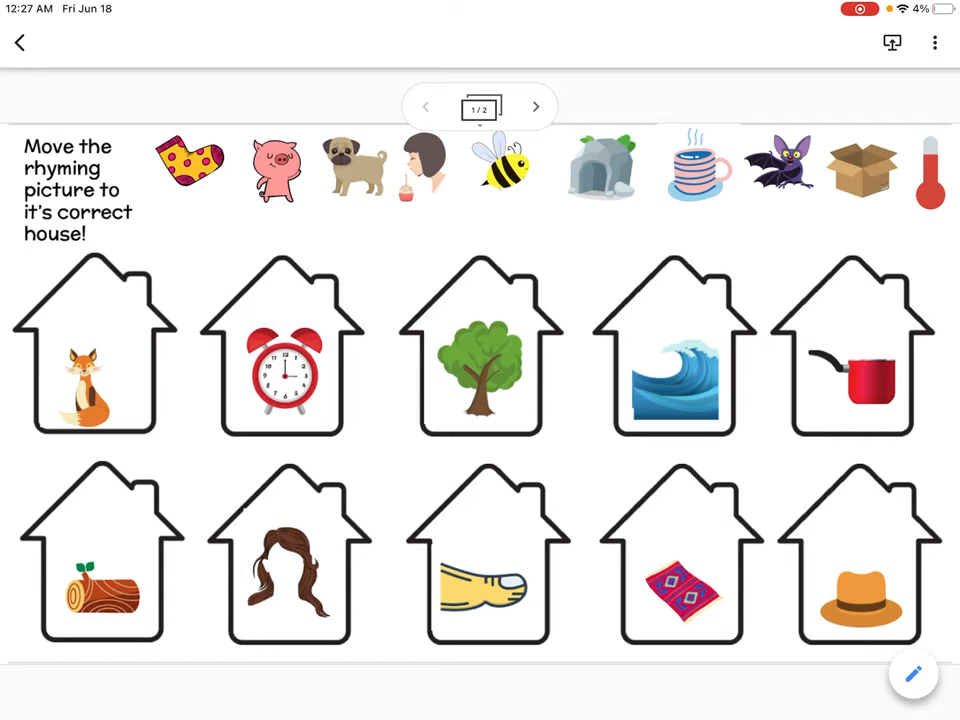 12:27 AM Fri Jun 18
4%
1 / 2
Move the
rhyming
picture to
it's correct
house!